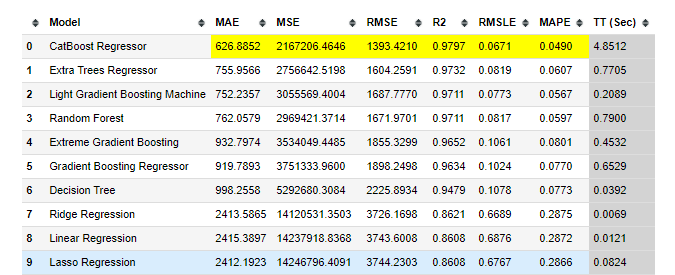 Model MAE MSE RMSE R2 RMSLE MAPE TT (Sec)
0 CatBoost Regressor 626.8852 2167206.4646 1393.4210 0.9797 0.0671 0.0490 4.8512
1 Extra Trees Regressor 755.9566 2756642.5198 1604.2591 0.9732 0.0819 0.0607 0.7705
2 Light Gradient Boosting Machine 752.2357 3055569.4004 1687.7770 0.9711 0.0773 0.0567 0.2089
3 Random Forest 762.0579 2969421.3714 1671.9701 0.9711 0.0817 0.0597 0.7900
4 Extreme Gradient Boosting 932.7974 3534049.4485 1855.3299 0.9652 0.1061 0.0801 0.4532
5 Gradient Boosting Regressor 919.7893 3751333.9600 1898.2498 0.9634 0.1024 0.0770 0.6529
6 Decision Tree 998.2558 5292680.3084 2225.8934 0.9479 0.1078 0.0773 0.0392
7 Ridge Regression 2413.5865 14120531.3503 3726.1698 0.8621 0.6689 0.2875 0.0069
8 Linear Regression 2415.3897 14237918.8368 3743.6008 0.8608 0.6876 0.2872 0.0121
9 Lasso Regression 2412.1923 14246796.4091 3744.2303 0.8608 0.6767 0.2866 0.0824